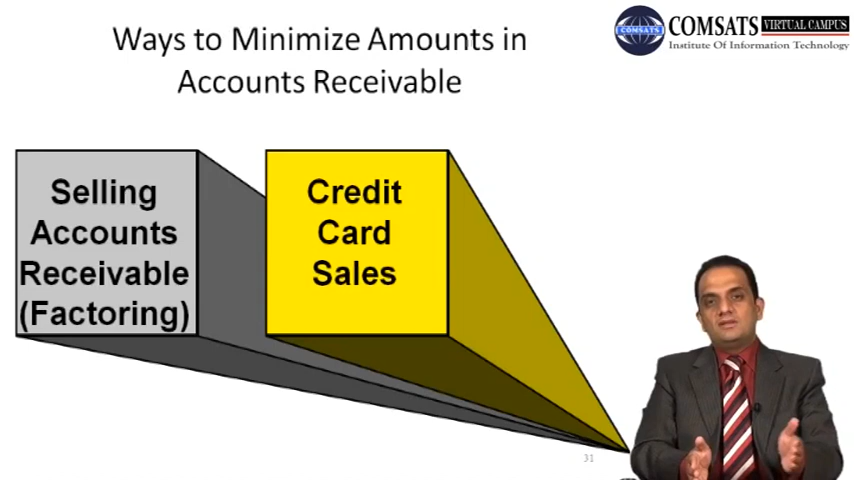 Ways to Minimize Amounts in
Accounts Receivable
COMSATS VIRTUAL CAMPUS
Institute Of Information Technology
COMSATS
Selling
Accounts
Receivable
(Factoring)
Credit
Card
Sales
31